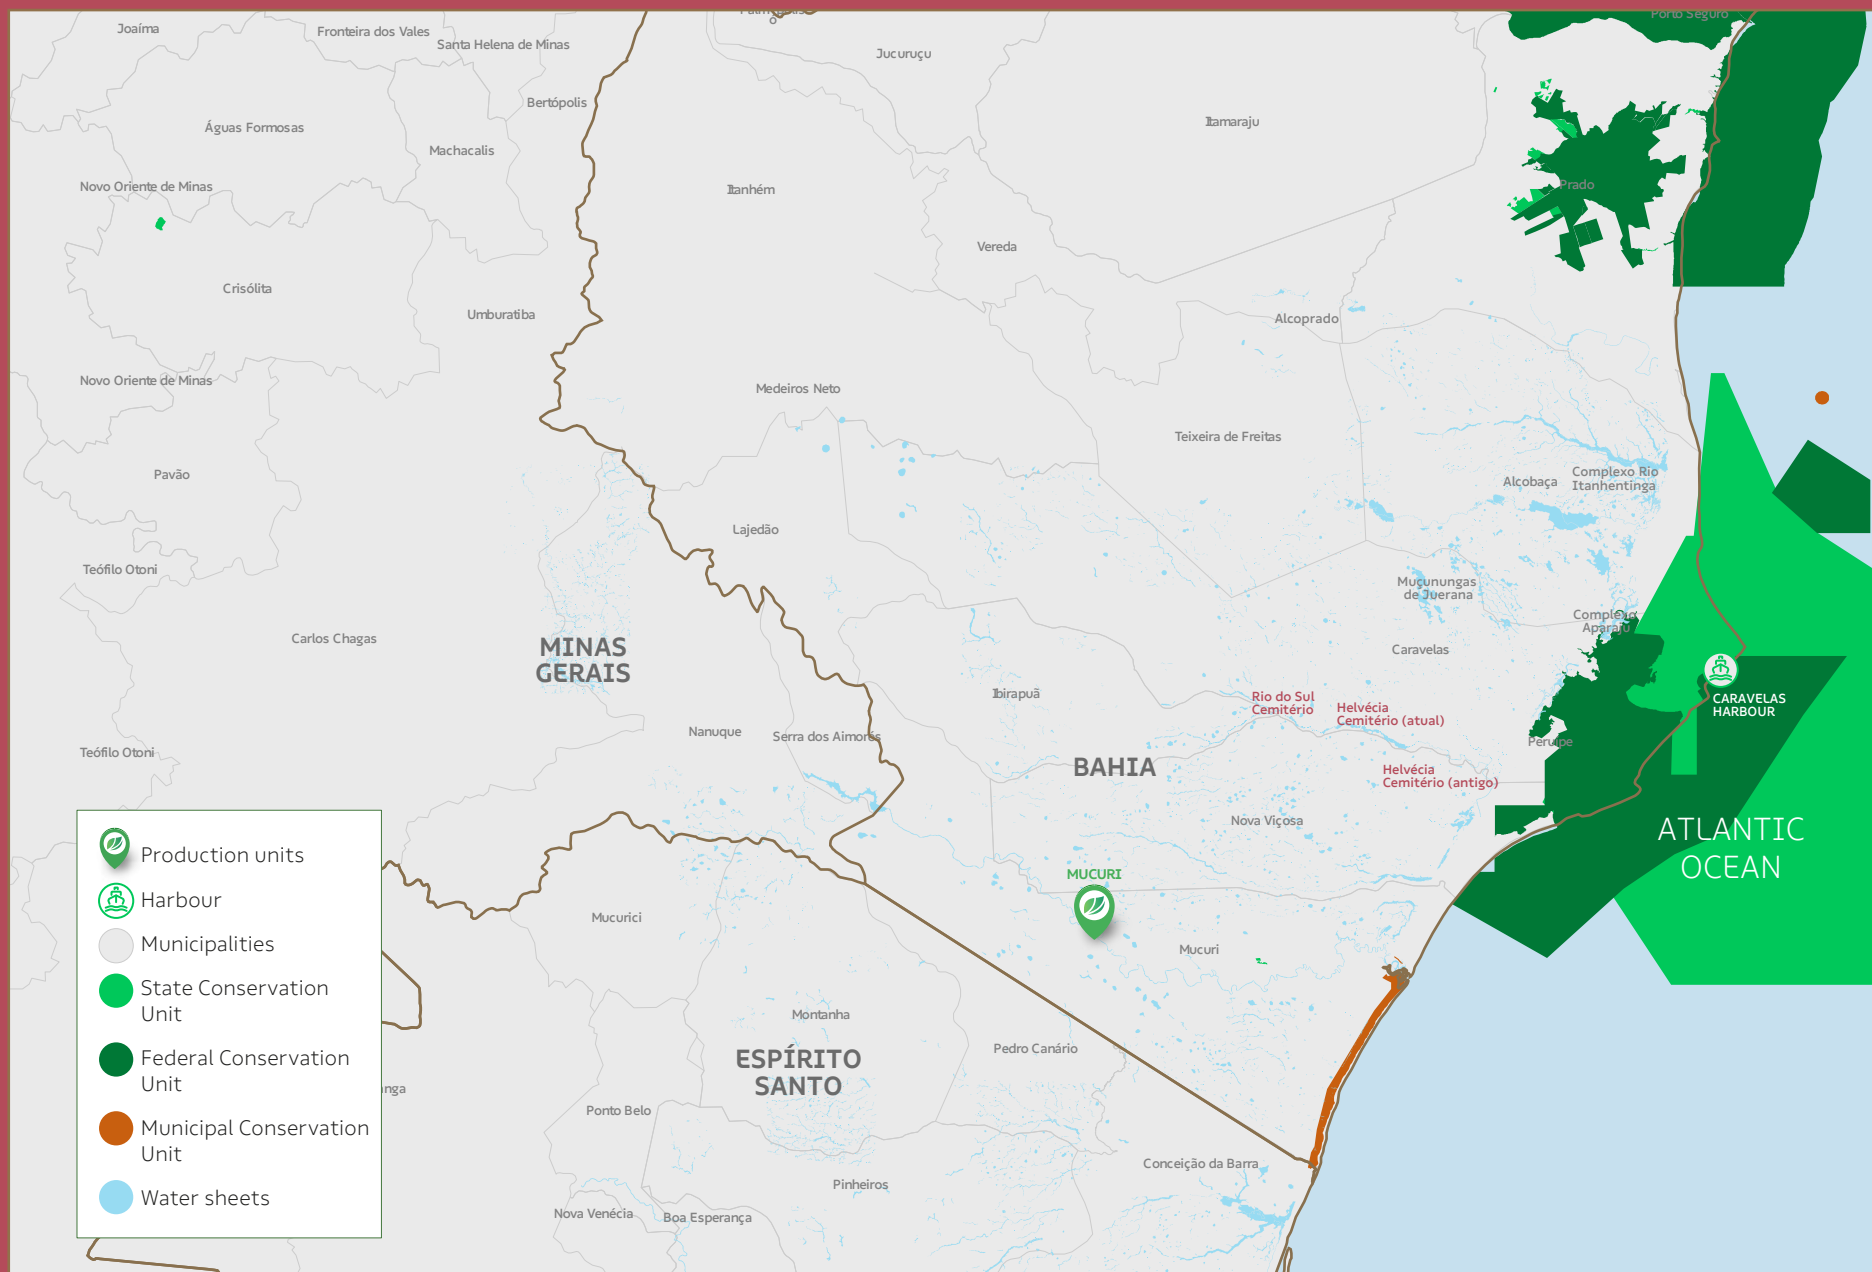 Joaíma
Fronteira dos Vales
Santa Helena de Minas
Jucuruçu
Porto Seguro
Bertópolis
Águas Formosas
Machacalis
Itamaraju
Novo Oriente de Minas
Itanhém
Prado
Vereda
Crisólita
Umburatiba
Alcoprado
Novo Oriente de Minas
Medeiros Neto
Teixeira de Freitas
Pavão
Alcobaça
Complexo Rio
Itanhentinga
Lajedão
Teófilo Otoni
Muçunungas
de Juerana
Complexo
Aparaju
Carlos Chagas
MINAS
GERAIS
Caravelas
Ibirapuã
Rio do Sul
Cemitério
Helvécia
Cemitério (atual)
CARAVELAS
HARBOUR
Nanuque
Serra dos Aimorés
Peruípe
Teófilo Otoni
BAHIA
Helvécia
Cemitério (antigo)
Nova Viçosa
ATLANTIC
OCEAN
MUCURI
Mucurici
Mucuri
Montanha
Pedro Canário
ESPÍRITO
SANTO
anga
Ponto Belo
Conceição da Barra
Pinheiros
Nova Venécia
Boa Esperança
Production units
Harbour
Municipalities
State Conservation
Unit
Federal Conservation
Unit
Municipal Conservation
Unit
Water sheets